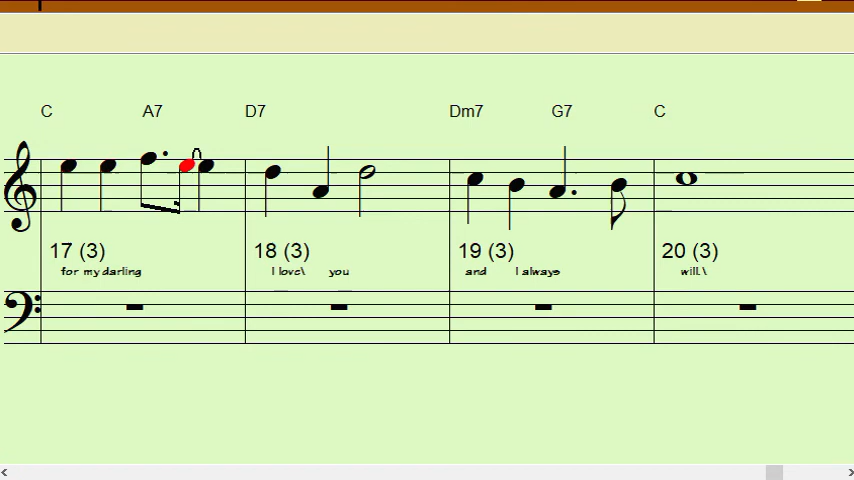 C A7 D7 Dm7 G7 C
17 (3) 18 (3) 19 (3) 20 (3)
for my darling I love\ you and I always will.\